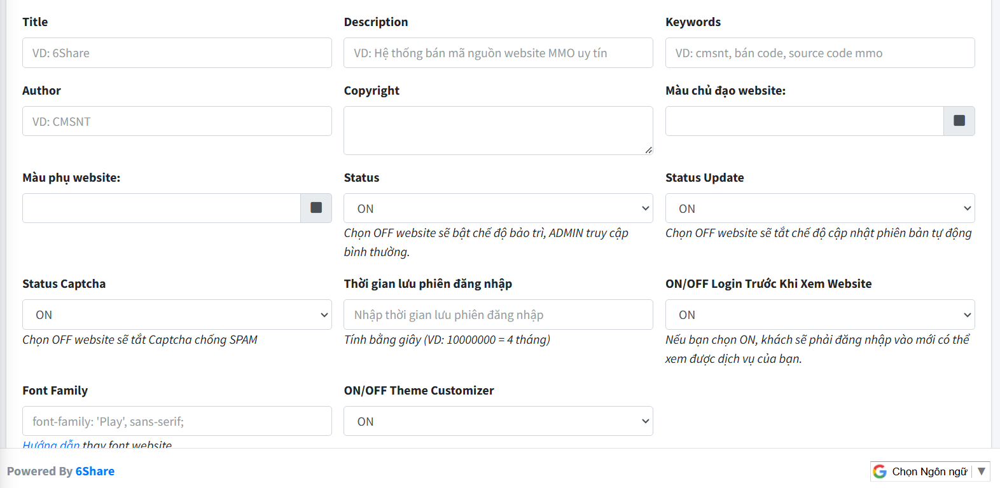 Title
Description
Keywords
VD: 6Share
VD: Hệ thống bán mã nguồn website MMO uy tín
VD: cmsnt, bán code, source code mmo
Author
Copyright
Màu chủ đạo website:
VD: CMSNT
Màu phụ website:
Status
Status Update
ON
ON
Chọn OFF website sẽ bật chế độ bảo trì, ADMIN truy cập
bình thường.
Chọn OFF website sẽ tắt chế độ cập nhật phiên bản tự động
Status Captcha
Thời gian lưu phiên đăng nhập
ON/OFF Login Trước Khi Xem Website
ON
Nhập thời gian lưu phiên đăng nhập
ON
Chọn OFF website sẽ tắt Captcha chống SPAM
Tính bằng giây (VD: 10000000 = 4 tháng)
Nếu bạn chọn ON, khách sẽ phải đăng nhập vào mới có thể
xem được dịch vụ của bạn.
Font Family
ON/OFF Theme Customizer
font-family: 'Play', sans-serif;
ON
Hướng dẫn thay font website
Powered By 6Share
Chọn Ngôn ngữ ▼